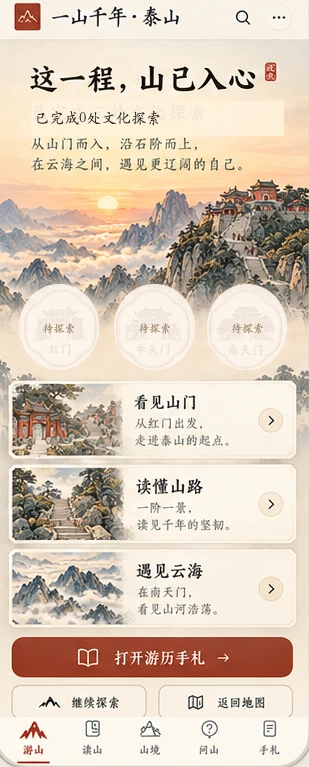 一山千年·泰山
这一程，山已入心
已完成0处文化探索
从山门而入，沿石阶而上，
在云海之间，遇见更辽阔的自己。
待探索
待探索
待探索
红门
中天门
南天门
看见山门
从红门出发，
走进泰山的起点。
读懂山路
一阶一景，
读见千年的坚韧。
遇见云海
在南天门，
看见山河浩荡。
打开游历手札 →
继续探索
返回地图
游山
读山
山境
问山
手札